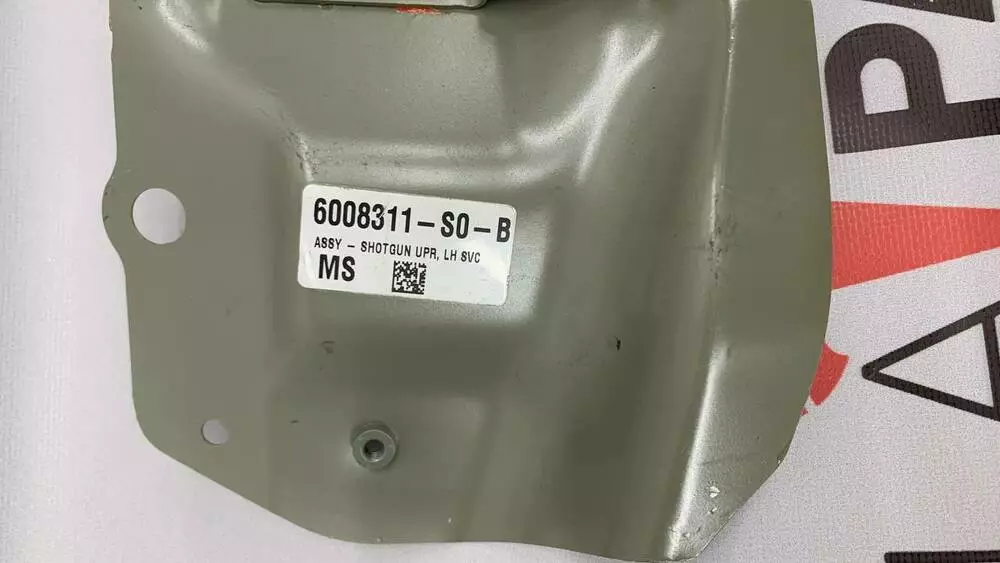 6008311-S0-B
ASSY - SHOTGUN UPR, LH SVC
MS